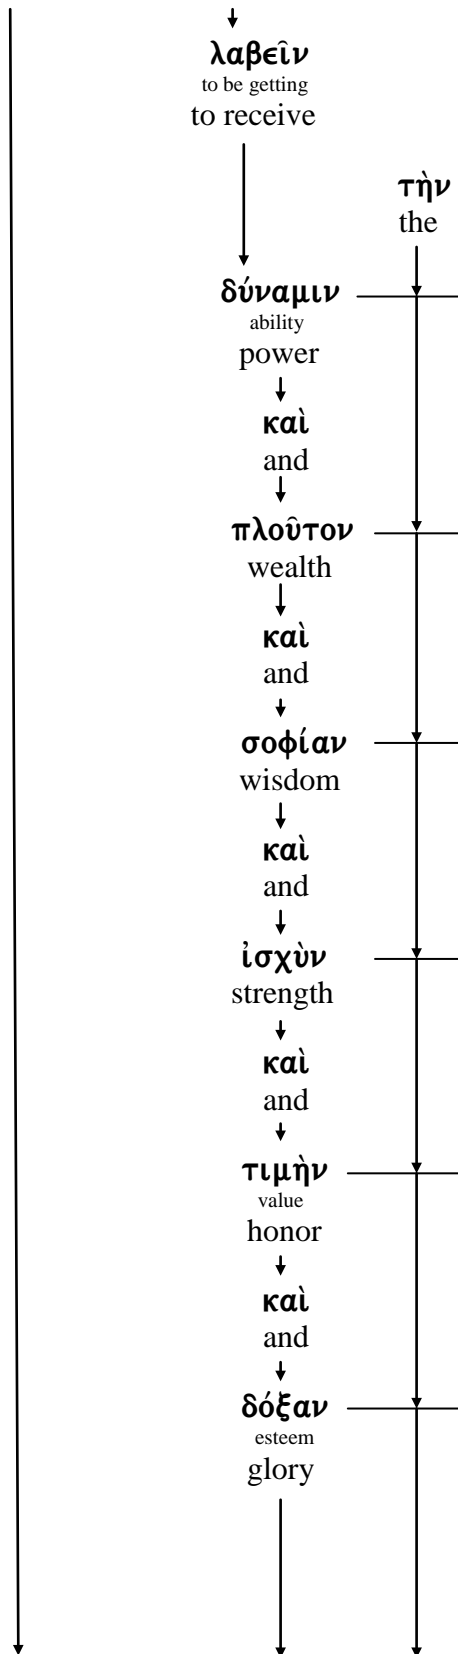 λαβεῖν
to be getting
to receive
τὴν
the
δύναμιν
ability
power
καὶ
and
πλοῦτον
wealth
καὶ
and
σοφίαν
wisdom
καὶ
and
ἰσχὺν
strength
καὶ
and
τιμὴν
value
honor
καὶ
and
δόξαν
esteem
glory